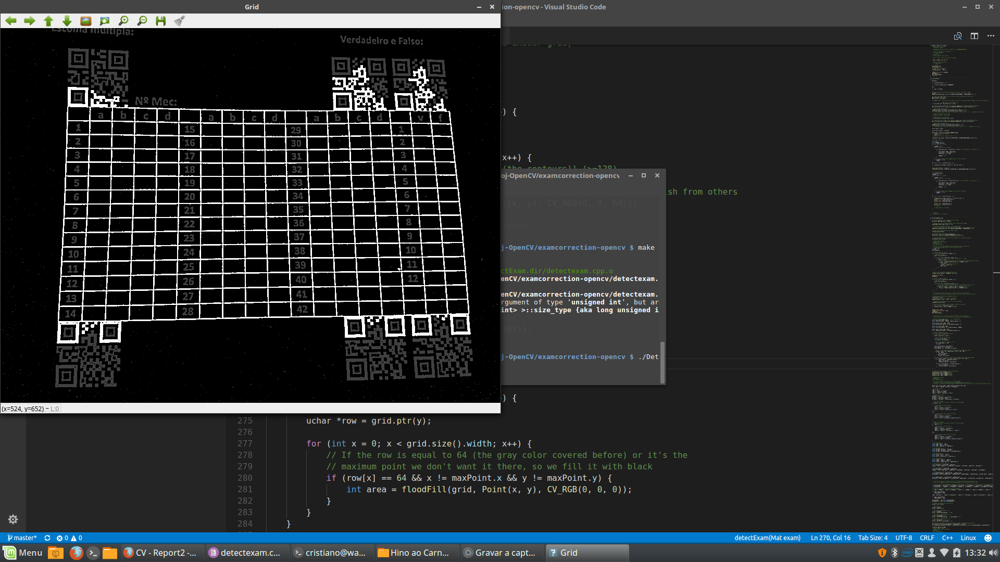 Grid
ion-opencv - Visual Studio Code
Escolha múltipla:
Verdadeiro e Falso:
Nº Mec:
a b c d a b c d a b c d v f
1 15 29 1
2 16 30 2
3 17 31 3
4 18 32 4
5 19 33 5
6 20 34 6
7 21 35 7
8 22 36 8
9 23 37 9
10 24 38 10
11 25 39 11
12 26 40 12
13 27 41
14 28 42
(x=524, y=652) ~ L:0
) {
x++) {
(the contours)! (>=128)
sh from others
oj-OpenCV/examcorrection-opencv
t(x, y), CV_RGB(0, 0, 64));
j-OpenCV/examcorrection-opencv $ make
ctExam.dir/detectexam.cpp.o
enCV/examcorrection-opencv/detectexam.
enCV/examcorrection-opencv/detectexam.
rgument of type ‘unsigned int’, but ar
int> >::size_type {aka long unsigned i
255));
j-OpenCV/examcorrection-opencv $ ./Det
) {
275 uchar *row = grid.ptr(y);
276
277 for (int x = 0; x < grid.size().width; x++) {
278 // If the row is equal to 64 (the gray color covered before) or it's the
279 // maximum point we don't want it there, so we fill it with black
280 if (row[x] == 64 && x != maxPoint.x && y != maxPoint.y) {
281 int area = floodFill(grid, Point(x, y), CV_RGB(0, 0, 0));
282 }
283 }
284 }
master* 0 0
detectExam(Mat exam) Ln 270, Col 16 Tab Size: 4 UTF-8 CRLF C++ Linux
Menu CV - Report2 -... detectexam.c... cristiano@wa... Hino ao Carn... Gravar a capt... Grid intel 13:32